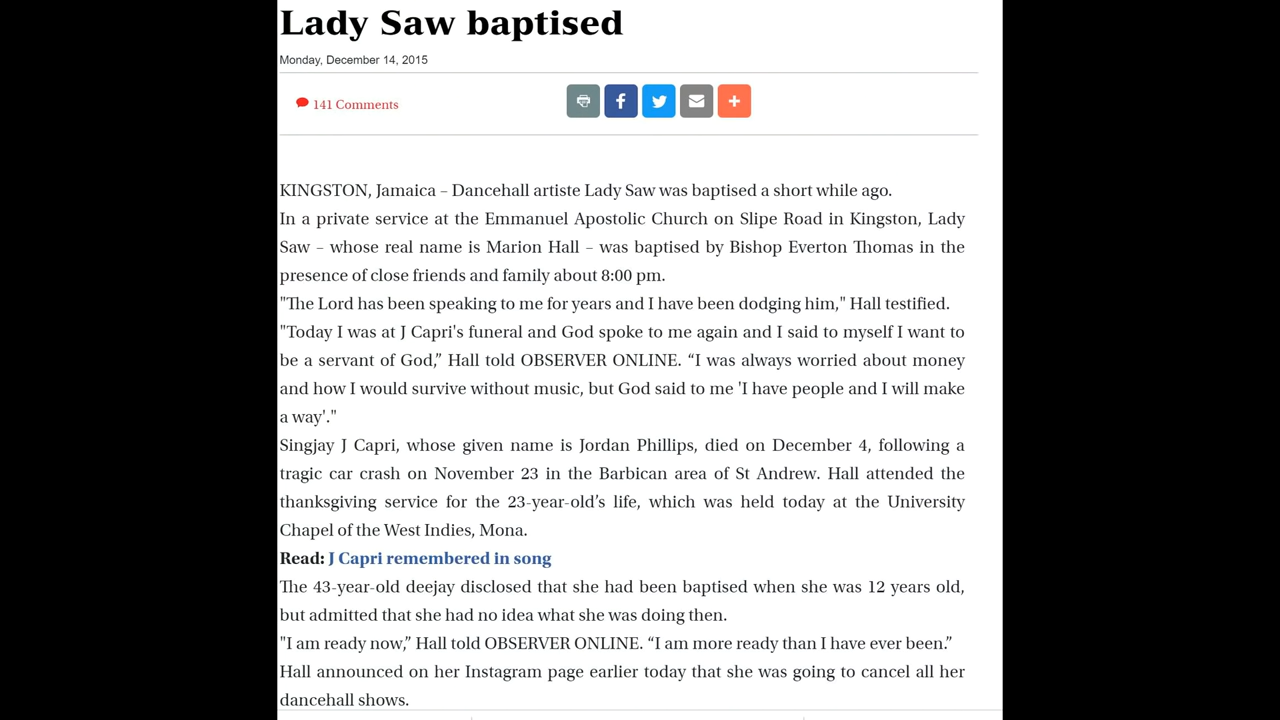 Lady Saw baptised
Monday, December 14, 2015
141 Comments
KINGSTON, Jamaica – Dancehall artiste Lady Saw was baptised a short while ago.
In a private service at the Emmanuel Apostolic Church on Slipe Road in Kingston, Lady
Saw – whose real name is Marion Hall – was baptised by Bishop Everton Thomas in the
presence of close friends and family about 8:00 pm.
"The Lord has been speaking to me for years and I have been dodging him," Hall testified.
"Today I was at J Capri's funeral and God spoke to me again and I said to myself I want to
be a servant of God,” Hall told OBSERVER ONLINE. “I was always worried about money
and how I would survive without music, but God said to me 'I have people and I will make
a way'."
Singjay J Capri, whose given name is Jordan Phillips, died on December 4, following a
tragic car crash on November 23 in the Barbican area of St Andrew. Hall attended the
thanksgiving service for the 23-year-old’s life, which was held today at the University
Chapel of the West Indies, Mona.
Read: J Capri remembered in song
The 43-year-old deejay disclosed that she had been baptised when she was 12 years old,
but admitted that she had no idea what she was doing then.
"I am ready now,” Hall told OBSERVER ONLINE. “I am more ready than I have ever been.”
Hall announced on her Instagram page earlier today that she was going to cancel all her
dancehall shows.